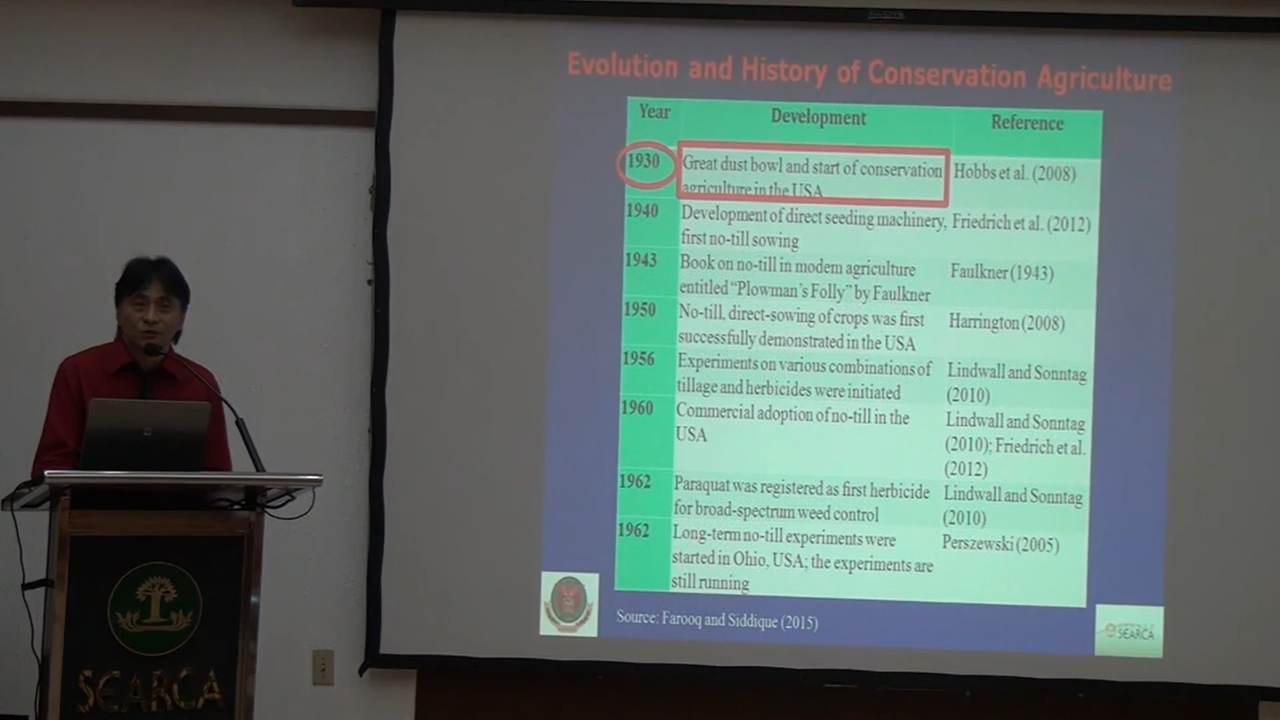 Evolution and History of Conservation Agriculture
Year Development Reference
1930 Great dust bowl and start of conservation Hobbs et al. (2008)
agriculture in the USA
1940 Development of direct seeding machinery, Friedrich et al. (2012)
first no-till sowing
1943 Book on no-till in modem agriculture Faulkner (1943)
entitled "Plowman's Folly" by Faulkner
1950 No-till, direct-sowing of crops was first Harrington (2008)
successfully demonstrated in the USA
1956 Experiments on various combinations of Lindwall and Sonntag
tillage and herbicides were initiated (2010)
1960 Commercial adoption of no-till in the Lindwall and Sonntag
USA (2010); Friedrich et al.
(2012)
1962 Paraquat was registered as first herbicide Lindwall and Sonntag
for broad-spectrum weed control (2010)
1962 Long-term no-till experiments were Perszewski (2005)
started in Ohio, USA; the experiments are
still running
Source: Farooq and Siddique (2015)
SEARCA
SEARCA